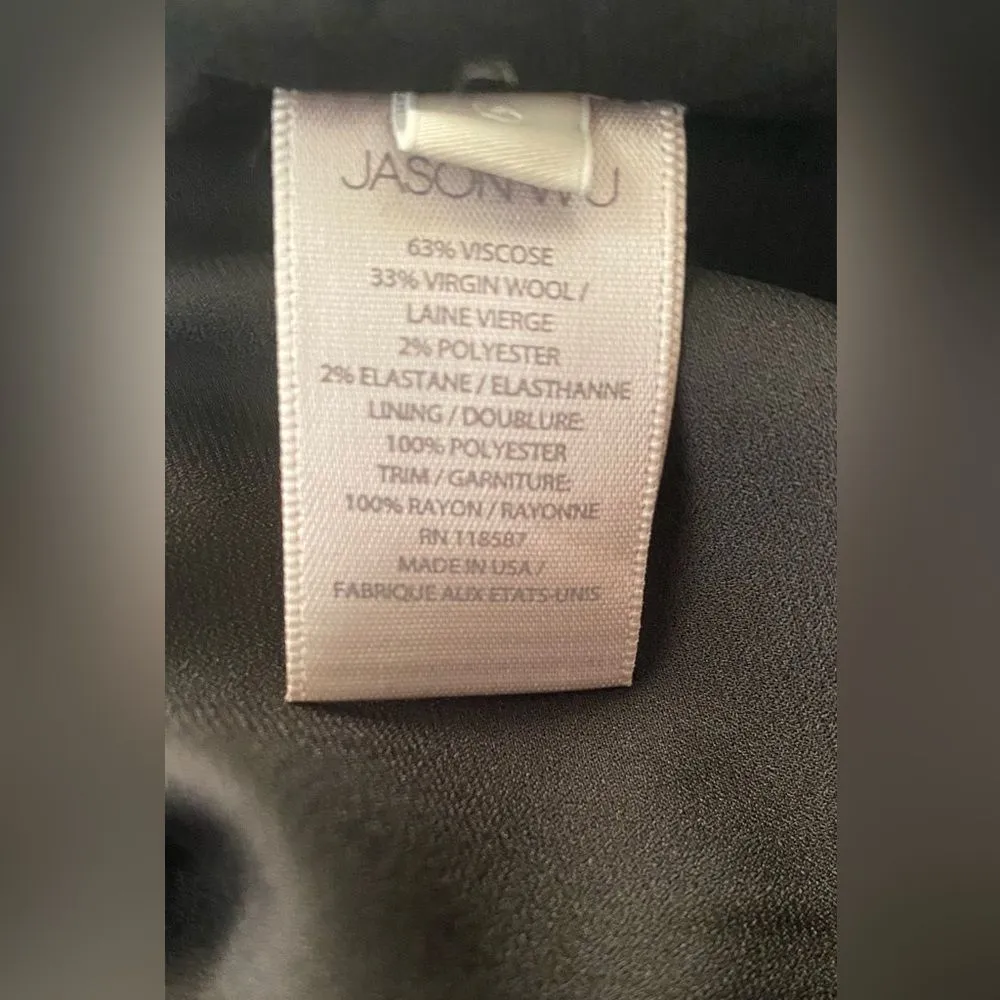 JASON WU
63% VISCOSE
33% VIRGIN WOOL /
LAINE VIERGE
2% POLYESTER
2% ELASTANE / ELASTHANNE
LINING / DOUBLURE:
100% POLYESTER
TRIM / GARNITURE:
100% RAYON / RAYONNE
RN 118587
MADE IN USA /
FABRIQUE AUX ETATS-UNIS